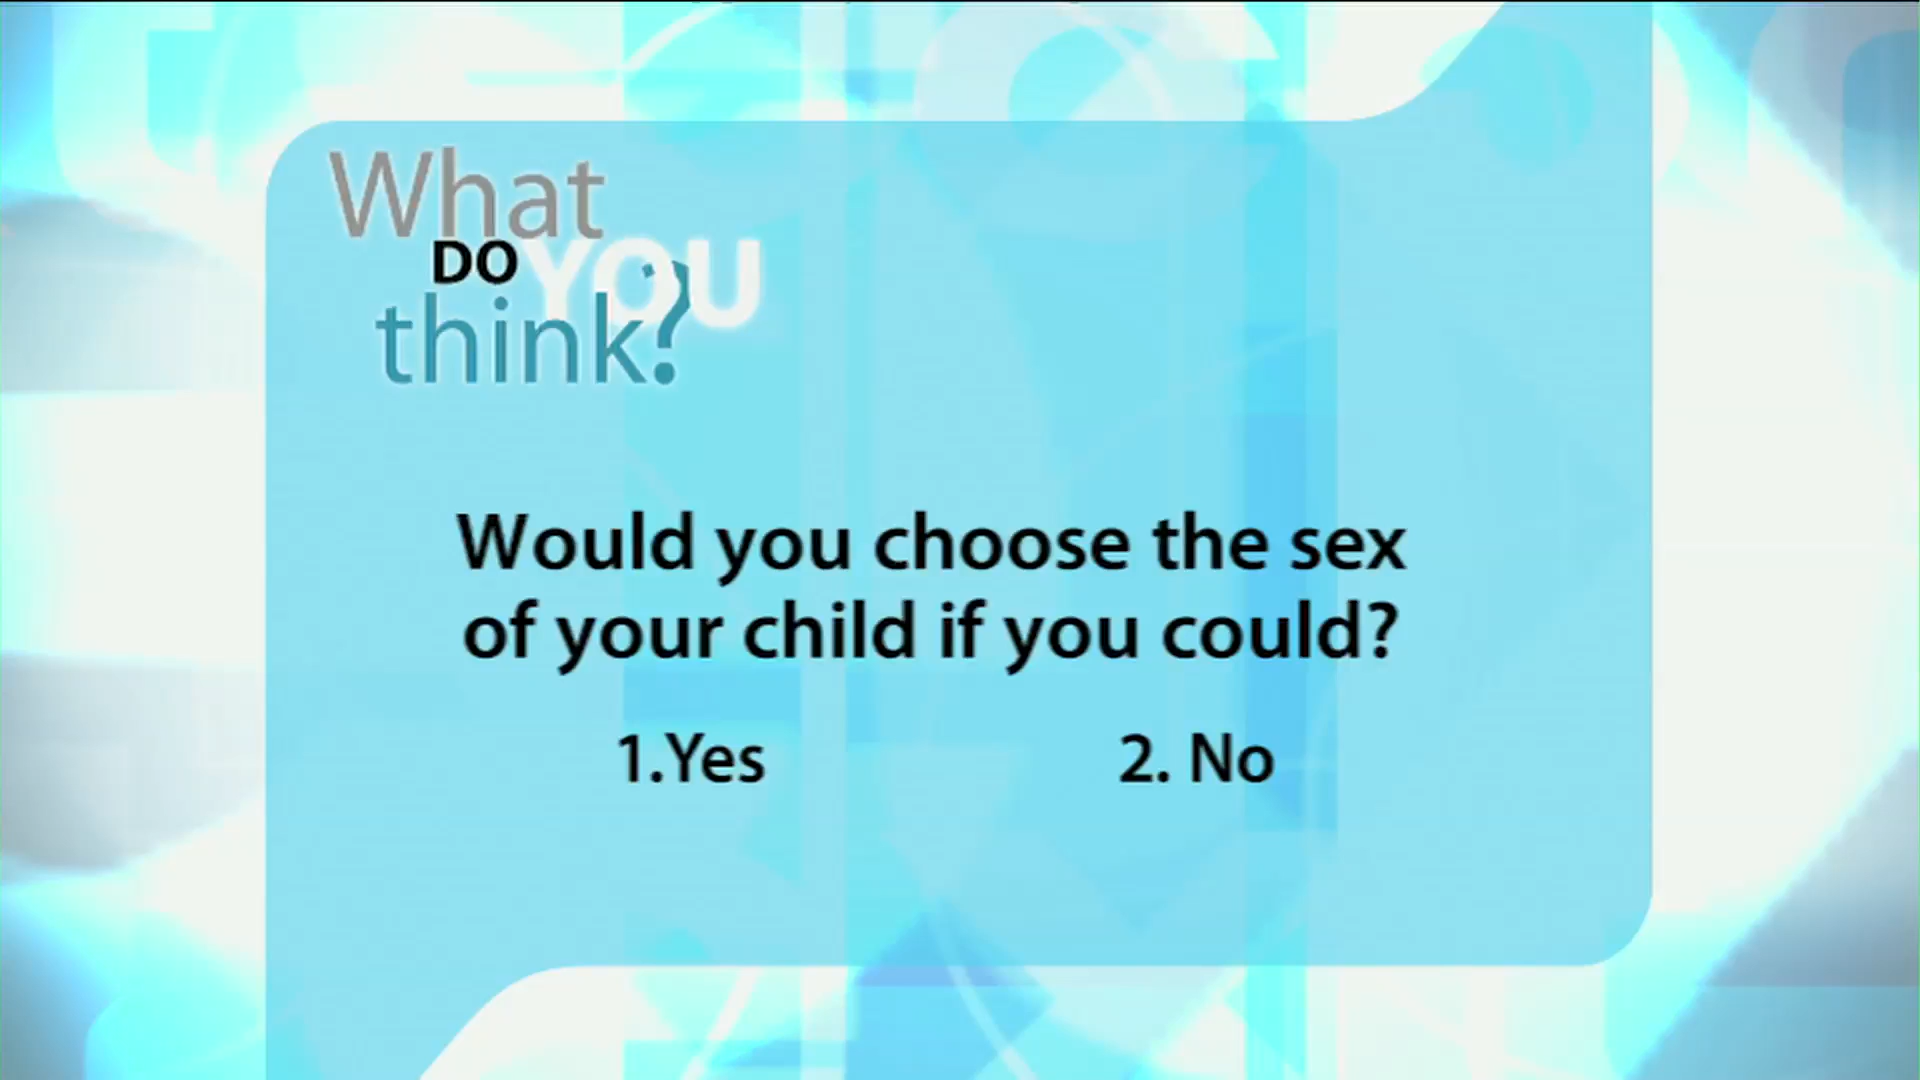 What
DO YOU
think?
Would you choose the sex
of your child if you could?
1.Yes 2. No